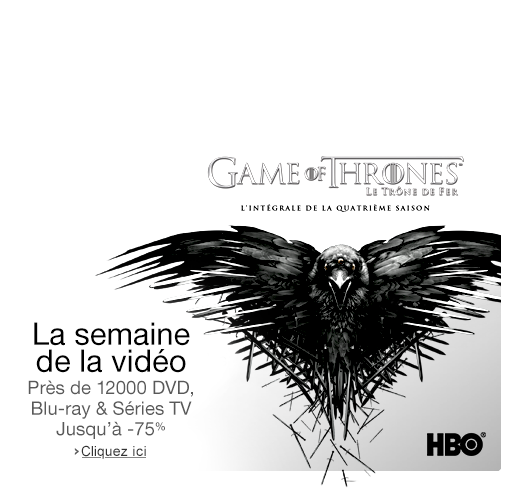 GAME OF THRONES™
LE TRÔNE DE FER
L'INTÉGRALE DE LA QUATRIÈME SAISON
La semaine
de la vidéo
Près de 12000 DVD,
Blu-ray & Séries TV
Jusqu'à -75%
›Cliquez ici
HBO®